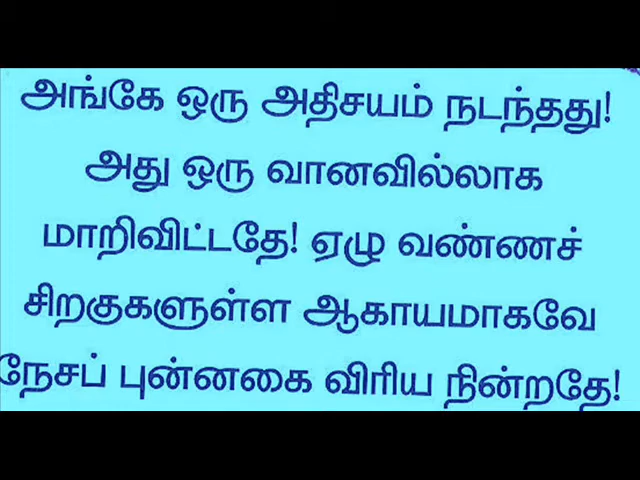 அங்கே ஒரு அதிசயம் நடந்தது!
அது ஒரு வானவில்லாக
மாறிவிட்டதே! ஏழு வண்ணச்
சிறகுகளுள்ள ஆகாயமாகவே
நேசப் புன்னகை விரிய நின்றதே!